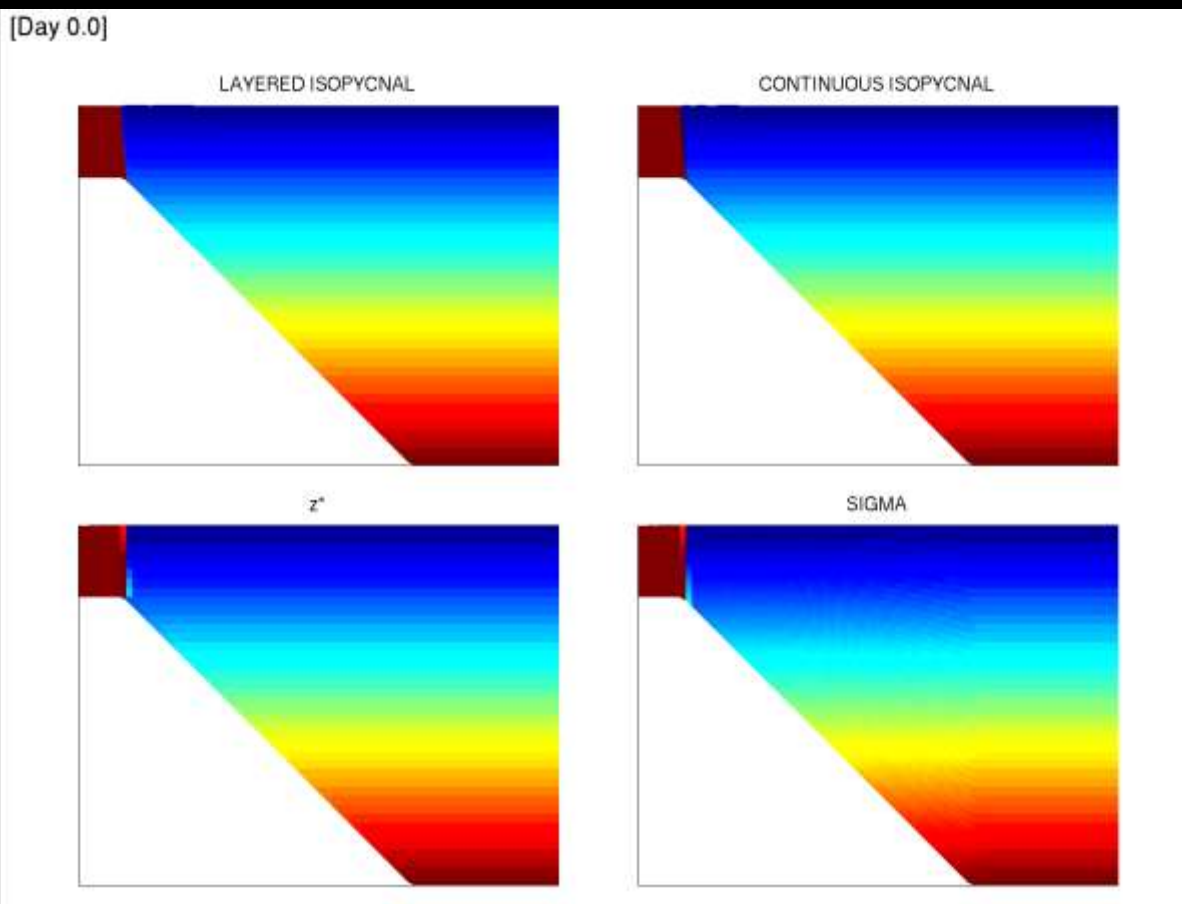 [Day 0.0]
LAYERED ISOPYCNAL
CONTINUOUS ISOPYCNAL
z*
SIGMA